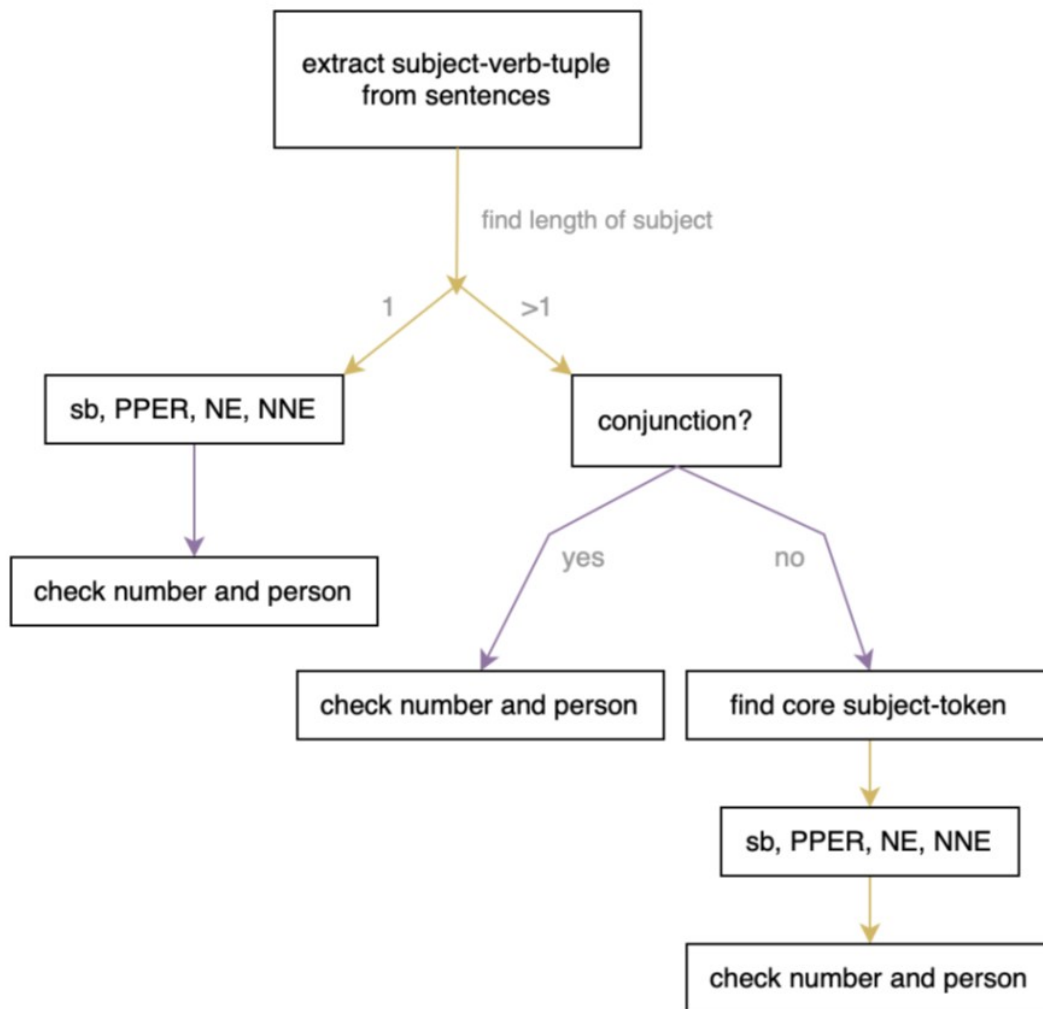 extract subject-verb-tuple
from sentences
find length of subject
1
>1
sb, PPER, NE, NNE
conjunction?
check number and person
yes
no
check number and person
find core subject-token
sb, PPER, NE, NNE
check number and person